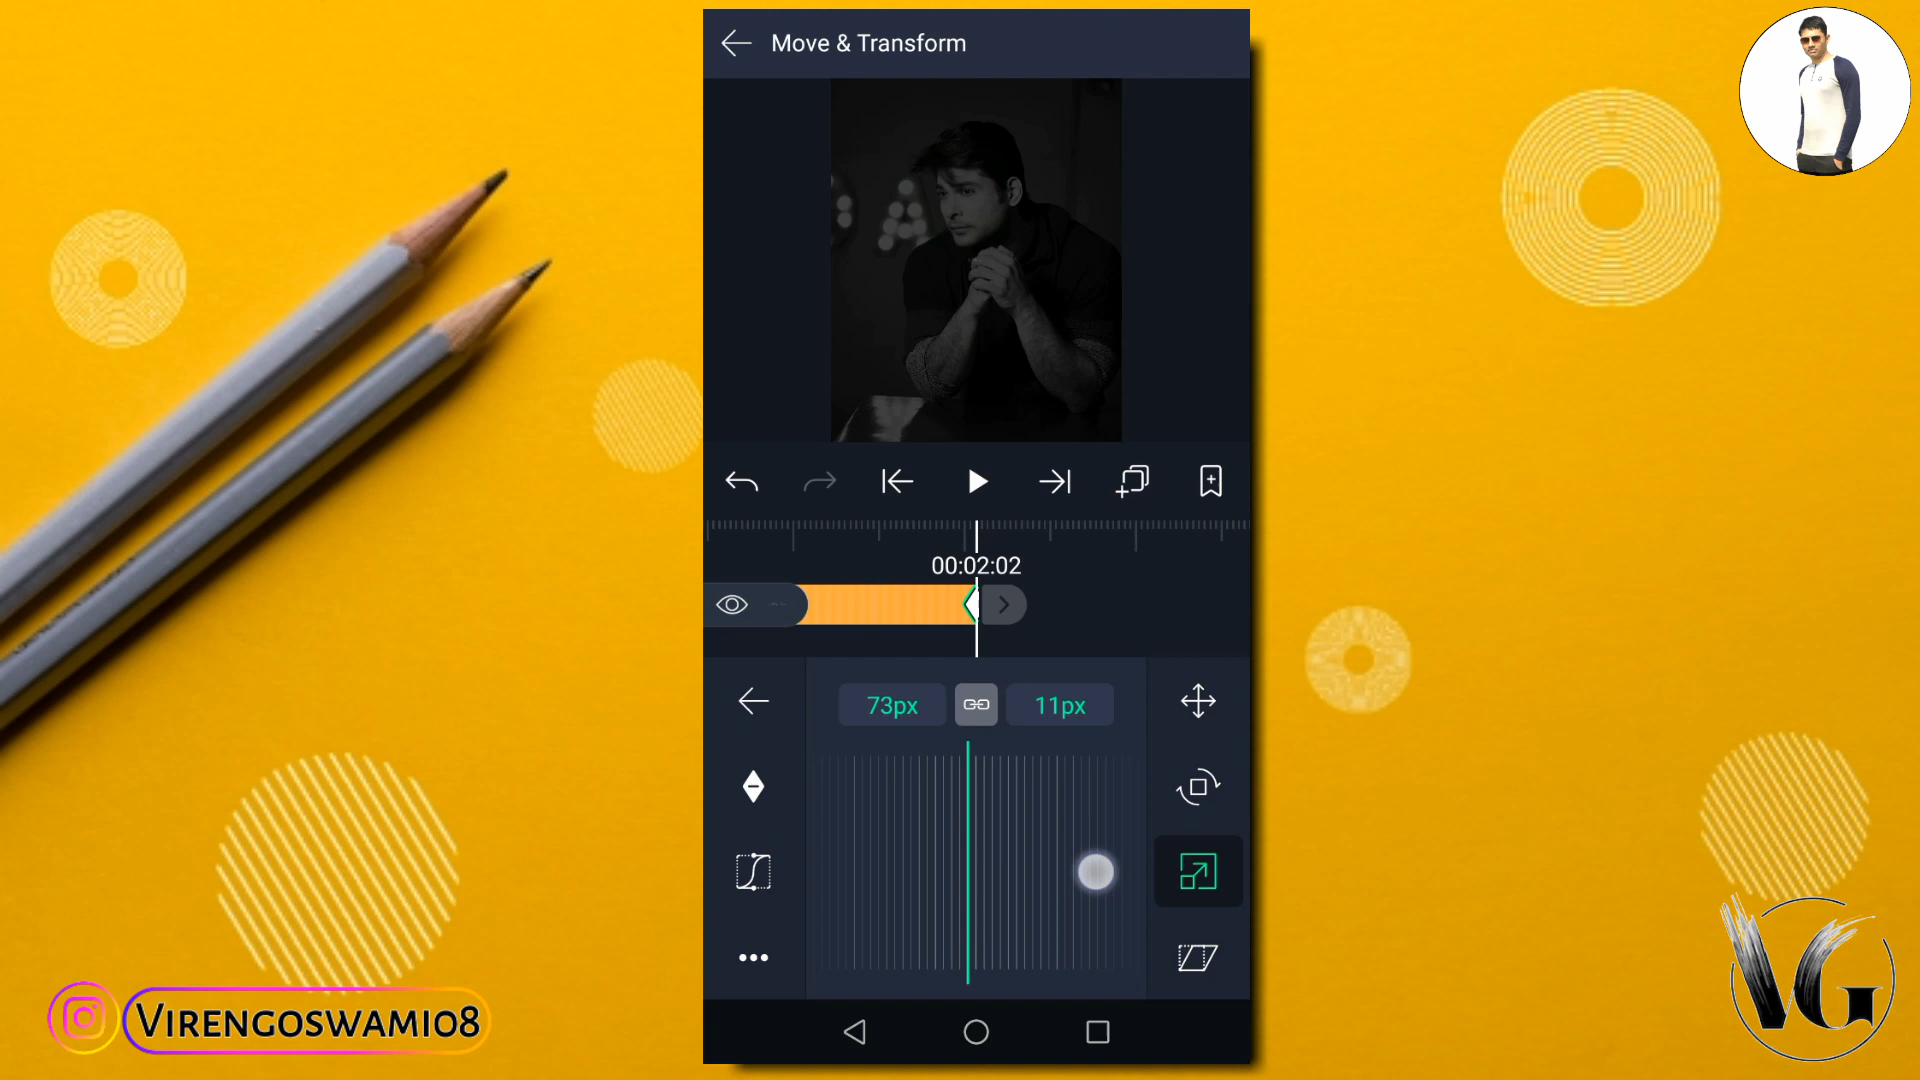 Move & Transform
A
00:02:02
73px
11px
VIRENGOSWAMI08
VG